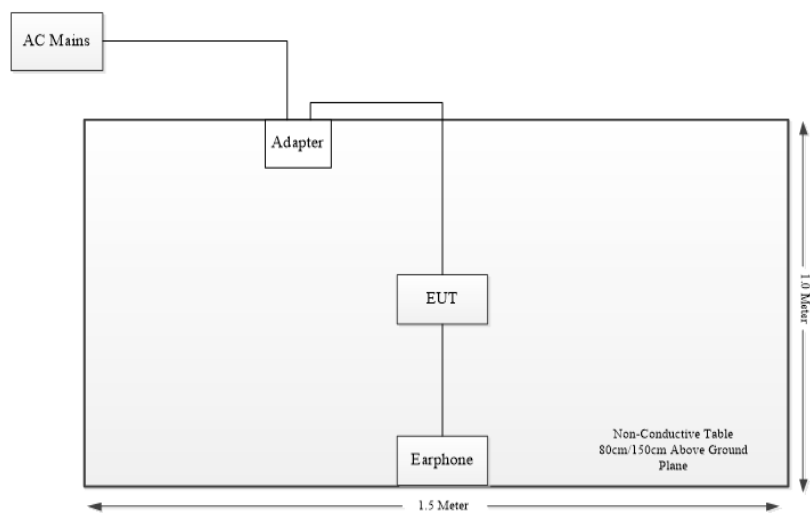 AC Mains
Adapter
EUT
1.0 Meter
Non-Conductive Table
80cm/150cm Above Ground
Plane
Earphone
1.5 Meter